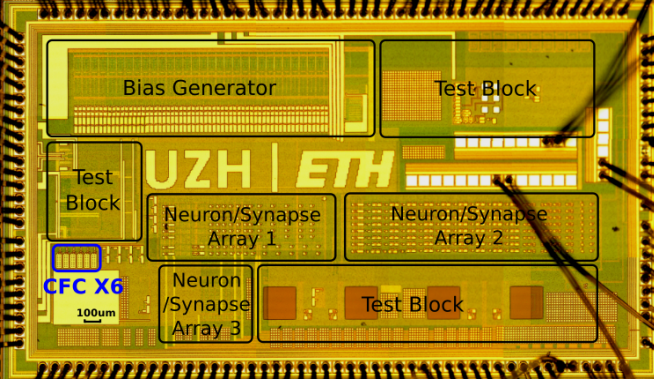 Bias Generator
Test Block
UZH | ETH
Test
Block
Neuron/Synapse
Array 1
Neuron/Synapse
Array 2
CFC X6
100um
Neuron
/Synapse
Array 3
Test Block